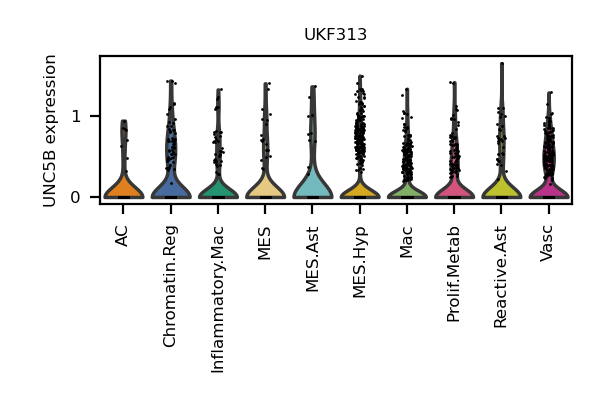 UKF313
UNC5B expression
1
0
AC
Chromatin.Reg
Inflammatory.Mac
MES
MES.Ast
MES.Hyp
Mac
Prolif.Metab
Reactive.Ast
Vasc